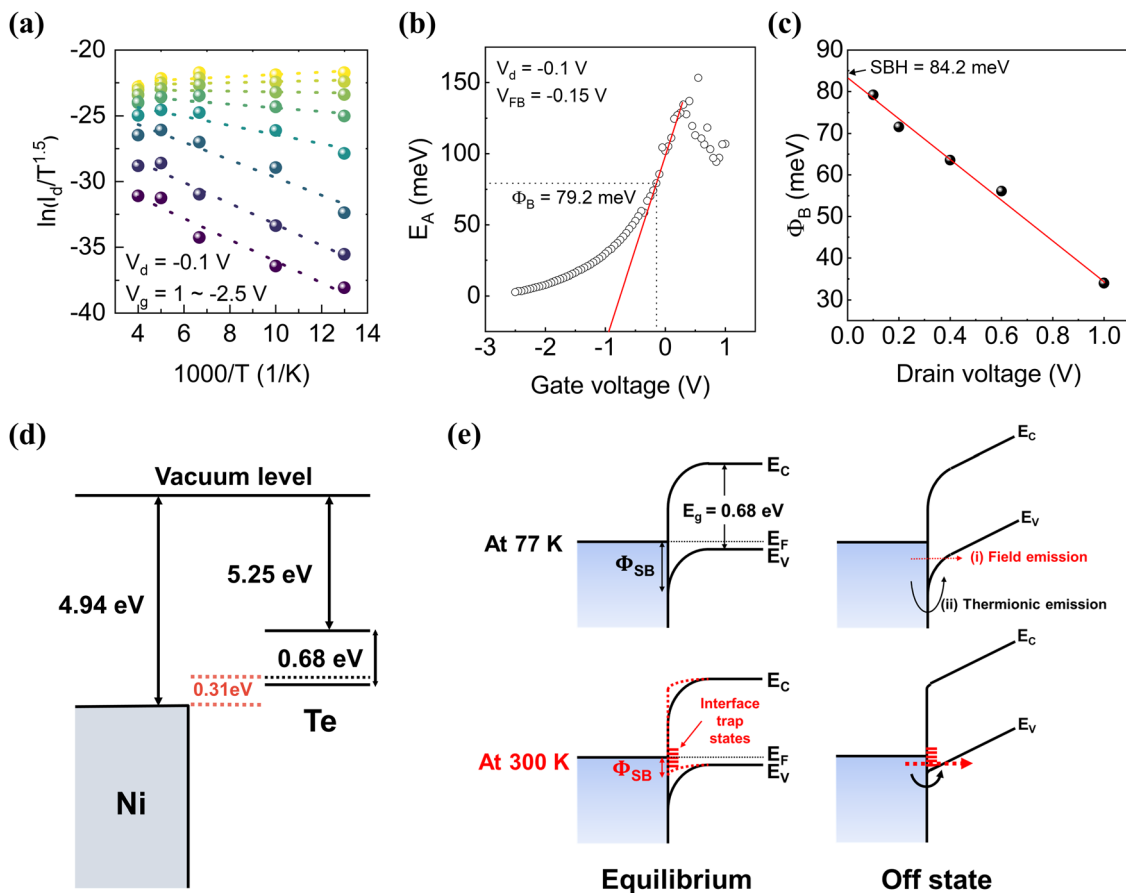 (a)
-20
-25
-30
-35
-40
ln(I_d/T^1.5)
V_d = -0.1 V
V_g = 1 ~ -2.5 V
4 6 8 10 12 14
1000/T (1/K)
(b)
V_d = -0.1 V
V_FB = -0.15 V
150
125
100
75
50
25
0
E_A (meV)
Φ_B = 79.2 meV
-3 -2 -1 0 1
Gate voltage (V)
(c)
90
80
70
60
50
40
30
Φ_B (meV)
SBH = 84.2 meV
0.0 0.2 0.4 0.6 0.8 1.0
Drain voltage (V)
(d)
Vacuum level
5.25 eV
4.94 eV
0.68 eV
0.31eV
Te
Ni
(e)
At 77 K
E_C
E_g = 0.68 eV
E_F
E_V
Φ_SB
E_C
E_V
(i) Field emission
(ii) Thermionic emission
At 300 K
E_C
Interface
trap
states
E_F
E_V
Φ_SB
E_C
E_V
Equilibrium
Off state